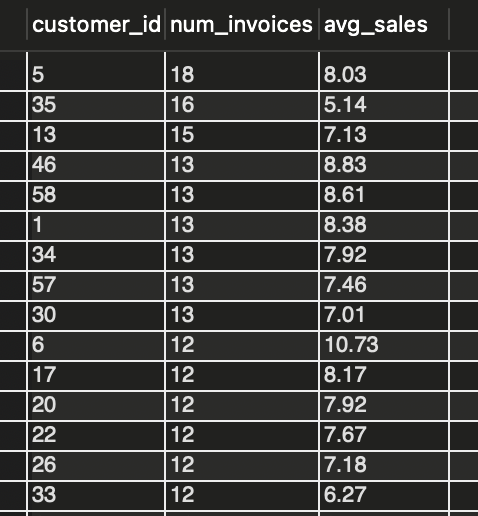 customer_id num_invoices avg_sales
5 18 8.03
35 16 5.14
13 15 7.13
46 13 8.83
58 13 8.61
1 13 8.38
34 13 7.92
57 13 7.46
30 13 7.01
6 12 10.73
17 12 8.17
20 12 7.92
22 12 7.67
26 12 7.18
33 12 6.27